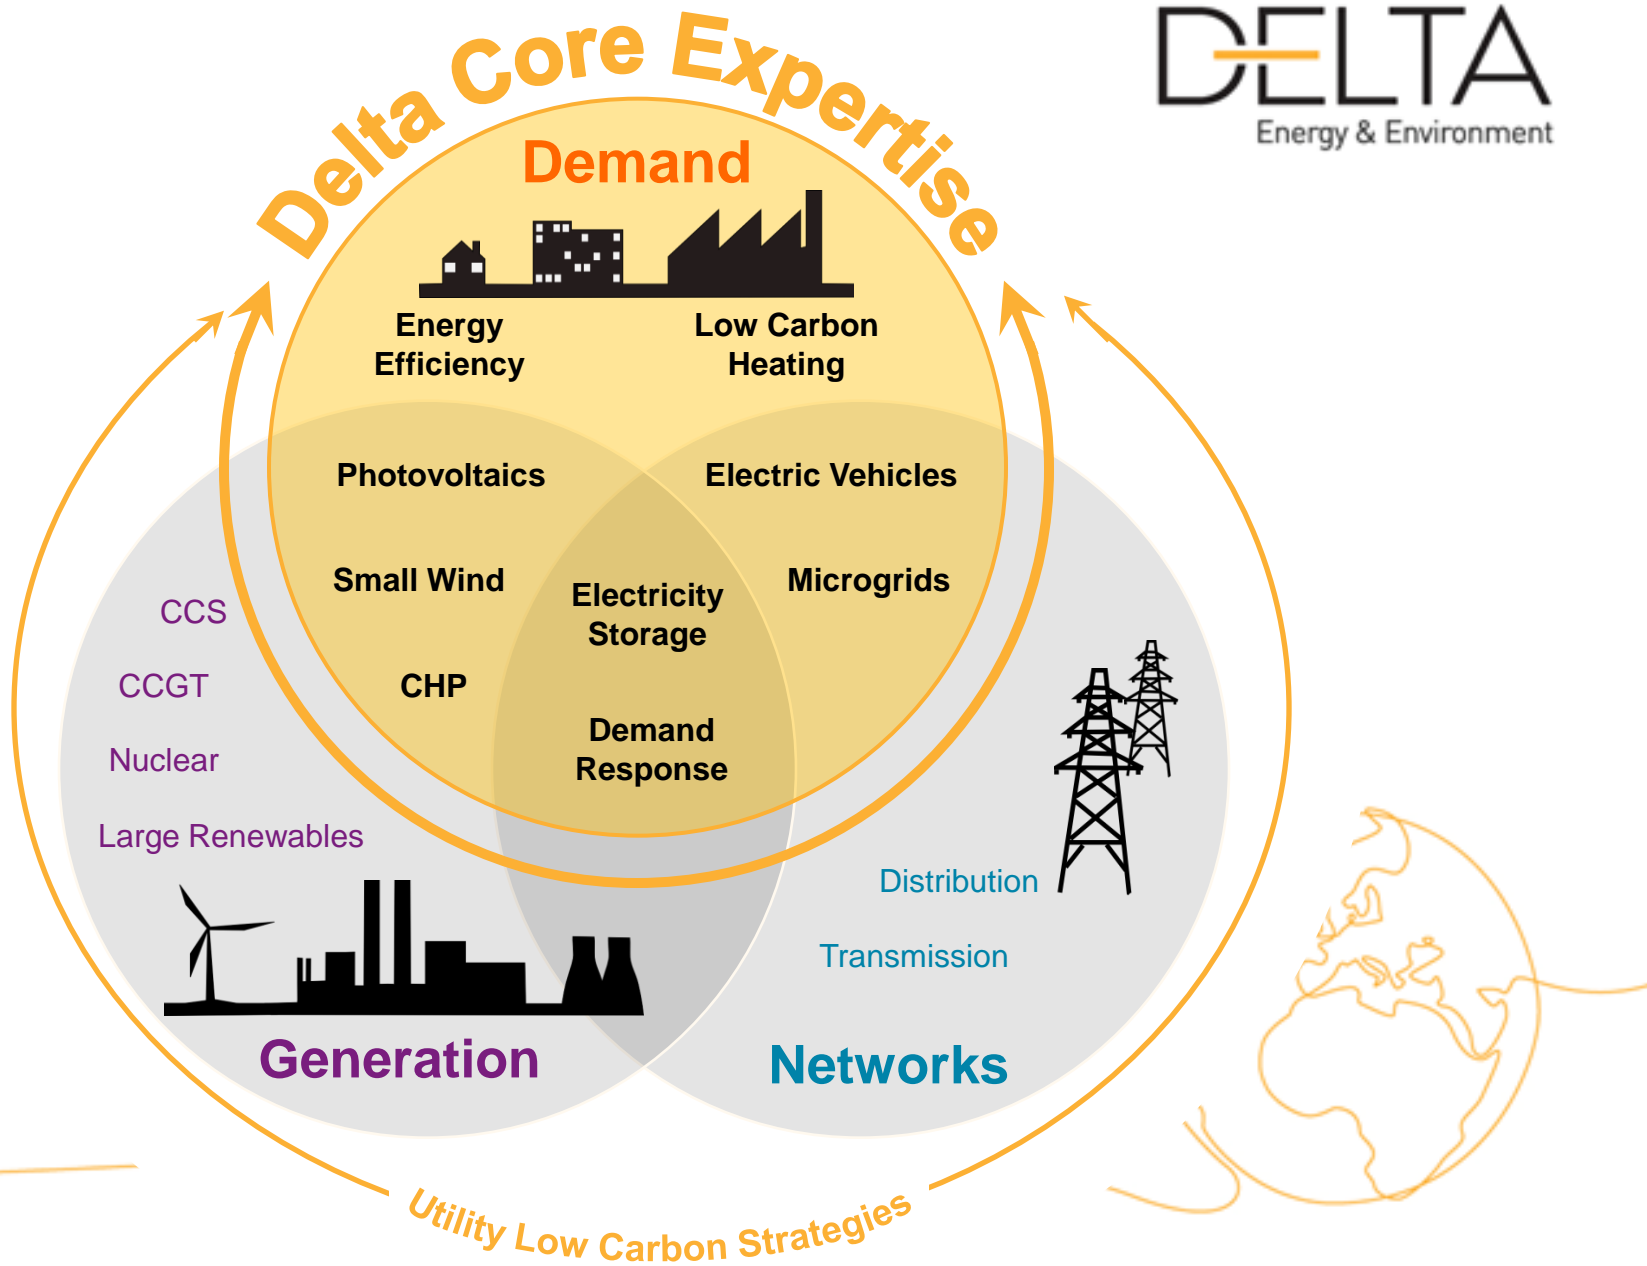 DELTA
Energy & Environment
Delta Core Expertise
Demand
Energy
Efficiency
Low Carbon
Heating
Photovoltaics
Electric Vehicles
Small Wind
Microgrids
Electricity
Storage
CHP
Demand
Response
CCS
CCGT
Nuclear
Large Renewables
Distribution
Transmission
Generation
Networks
Utility Low Carbon Strategies